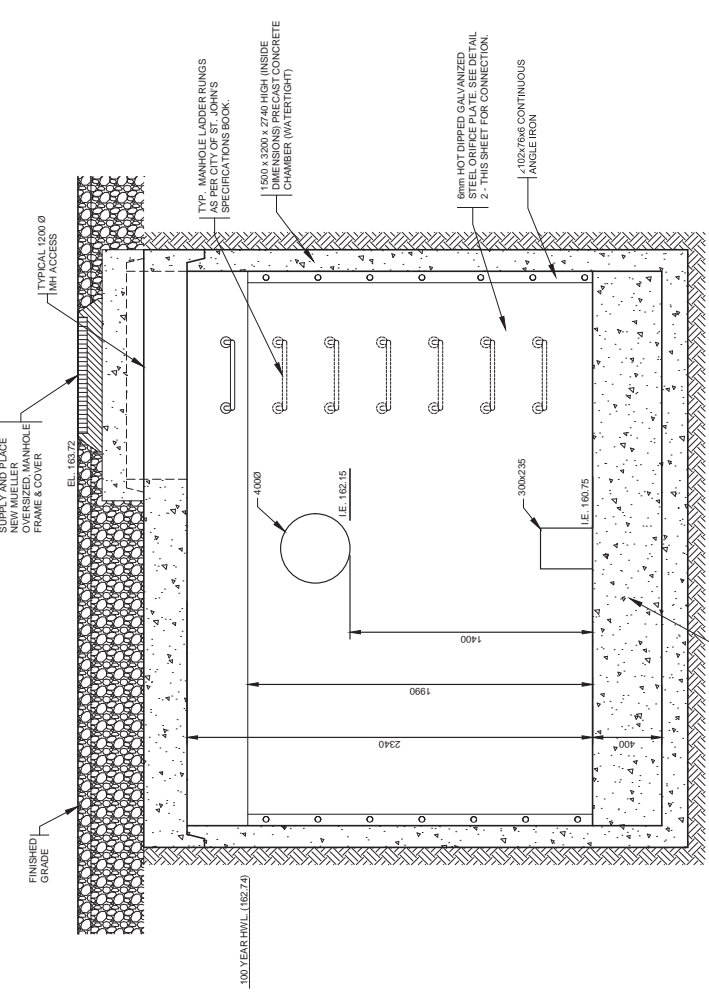 SUPPLY AND PLACE
NEW MUELLER
OVERSIZED, MANHOLE
FRAME & COVER
TYPICAL 1200 Ø
MH ACCESS
FINISHED
GRADE
EL. 163.72
TYP. MANHOLE LADDER RUNGS
AS PER CITY OF ST. JOHN'S
SPECIFICATIONS BOOK.
1500 x 3200 x 2740 HIGH (INSIDE
DIMENSIONS) PRECAST CONCRETE
CHAMBER (WATERTIGHT)
6mm HOT DIPPED GALVANIZED
STEEL ORIFICE PLATE. SEE DETAIL
2 - THIS SHEET FOR CONNECTION.
∠102x76x6 CONTINUOUS
ANGLE IRON
100 YEAR HWL. (162.74)
400Ø
I.E. 162.15
300x235
I.E. 160.75
1400
1990
2340
400